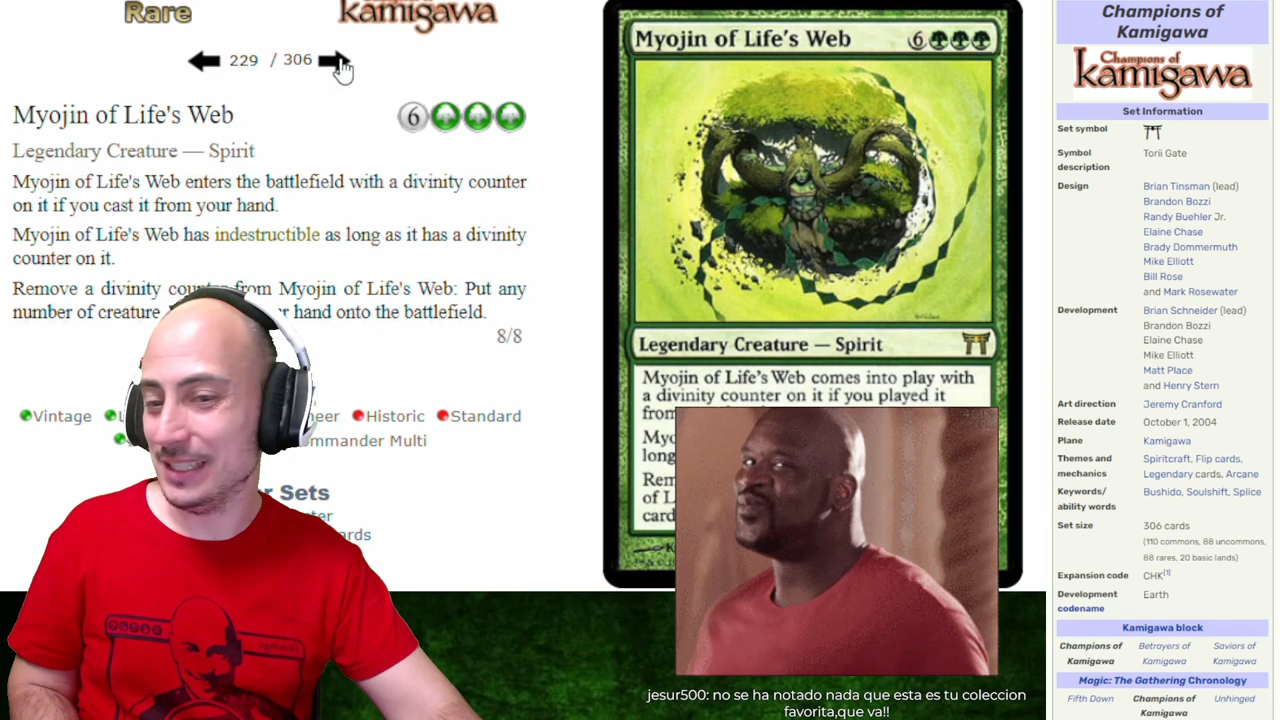 Rare
kamigawa
229 / 306
Myojin of Life's Web
6
Legendary Creature — Spirit
Myojin of Life's Web enters the battlefield with a divinity counter
on it if you cast it from your hand.
Myojin of Life's Web has indestructible as long as it has a divinity
counter on it.
Remove a divinity from Myojin of Life's Web: Put any
number of creature hand onto the battlefield.
8/8
Vintage
Historic
Standard
Multi
Sets
Myojin of Life's Web 6
Legendary Creature — Spirit
Myojin of Life's Web comes into play with
a divinity counter on it if you played it
jesur500: no se ha notado nada que esta es tu coleccion
favorita,que va!!
Champions of
Kamigawa
Champions of
kamigawa
Set Information
Set symbol
Symbol description Torii Gate
Design Brian Tinsman (lead)
Brandon Bozzi
Randy Buehler Jr.
Elaine Chase
Brady Dommermuth
Mike Elliott
Bill Rose
and Mark Rosewater
Development Brian Schneider (lead)
Brandon Bozzi
Elaine Chase
Mike Elliott
Matt Place
and Henry Stern
Art direction Jeremy Cranford
Release date October 1, 2004
Plane Kamigawa
Themes and mechanics Spiritcraft, Flip cards,
Legendary cards, Arcane
Keywords/ability words Bushido, Soulshift, Splice
Set size 306 cards
(110 commons, 88 uncommons,
88 rares, 20 basic lands)
Expansion code CHK[1]
Development codename Earth
Kamigawa block
Champions of Kamigawa
Betrayers of Kamigawa
Saviors of Kamigawa
Magic: The Gathering Chronology
Fifth Dawn
Champions of Kamigawa
Unhinged